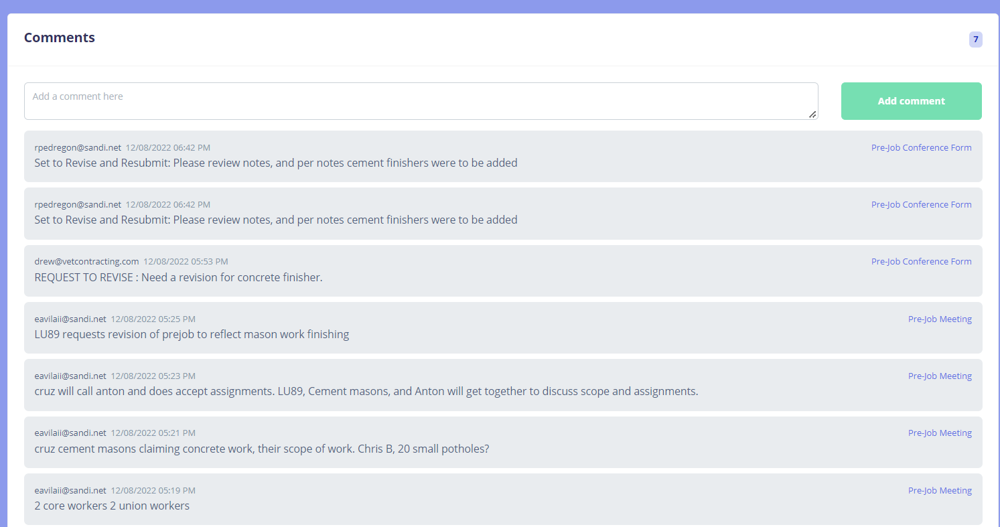 Comments
7
Add a comment here
Add comment
rpedregon@sandi.net 12/08/2022 06:42 PM
Pre-Job Conference Form
Set to Revise and Resubmit: Please review notes, and per notes cement finishers were to be added
rpedregon@sandi.net 12/08/2022 06:42 PM
Pre-Job Conference Form
Set to Revise and Resubmit: Please review notes, and per notes cement finishers were to be added
drew@vetcontracting.com 12/08/2022 05:53 PM
Pre-Job Conference Form
REQUEST TO REVISE : Need a revision for concrete finisher.
eavilaii@sandi.net 12/08/2022 05:25 PM
Pre-Job Meeting
LU89 requests revision of prejob to reflect mason work finishing
eavilaii@sandi.net 12/08/2022 05:23 PM
Pre-Job Meeting
cruz will call anton and does accept assignments. LU89, Cement masons, and Anton will get together to discuss scope and assignments.
eavilaii@sandi.net 12/08/2022 05:21 PM
Pre-Job Meeting
cruz cement masons claiming concrete work, their scope of work. Chris B, 20 small potholes?
eavilaii@sandi.net 12/08/2022 05:19 PM
Pre-Job Meeting
2 core workers 2 union workers